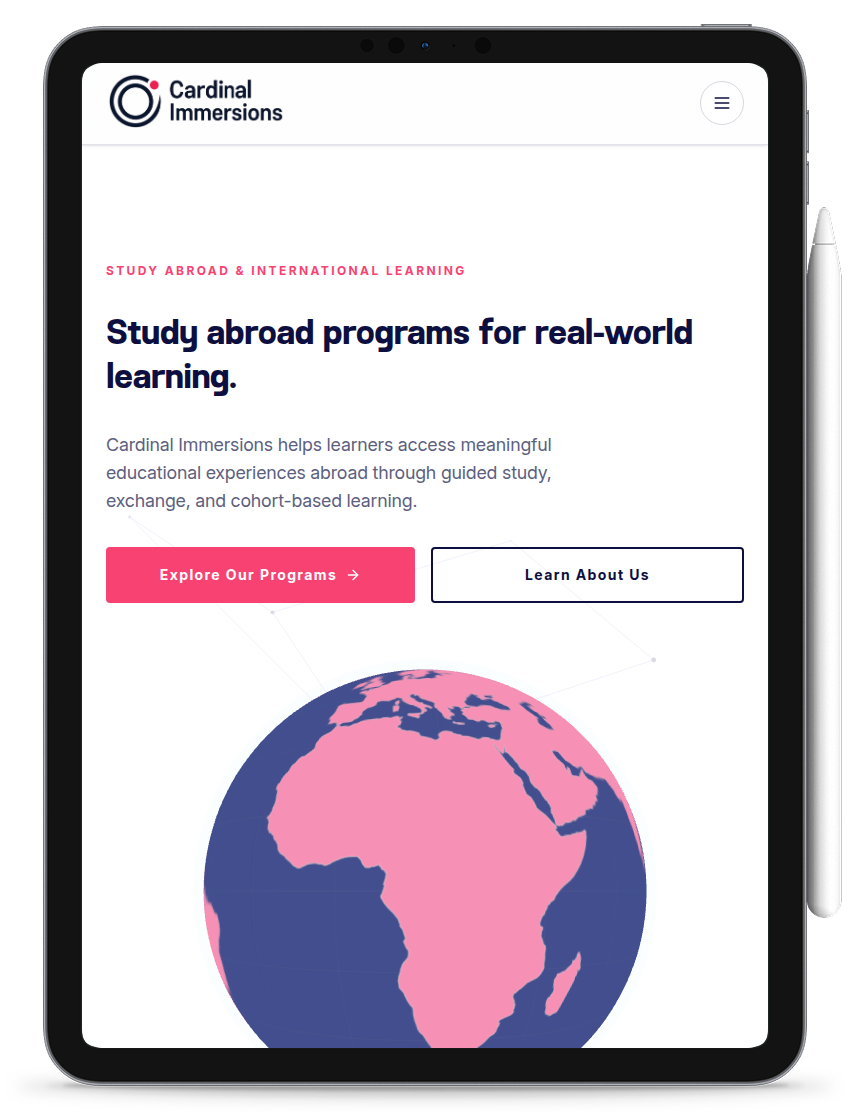 Cardinal
Immersions
STUDY ABROAD & INTERNATIONAL LEARNING
Study abroad programs for real-world
learning.
Cardinal Immersions helps learners access meaningful
educational experiences abroad through guided study,
exchange, and cohort-based learning.
Explore Our Programs →
Learn About Us